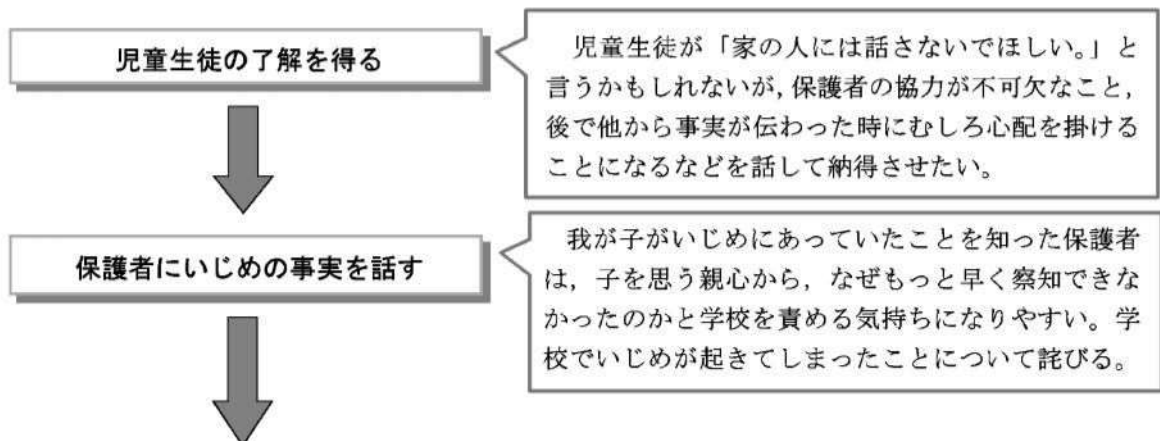 児童生徒の了解を得る
児童生徒が「家の人には話さないでほしい。」と
言うかもしれないが，保護者の協力が不可欠なこと，
後で他から事実が伝わった時にむしろ心配を掛ける
ことになるなどを話して納得させたい。
保護者にいじめの事実を話す
我が子がいじめにあっていたことを知った保護者
は，子を思う親心から，なぜもっと早く察知できな
かったのかと学校を責める気持ちになりやすい。学
校でいじめが起きてしまったことについて詫びる。